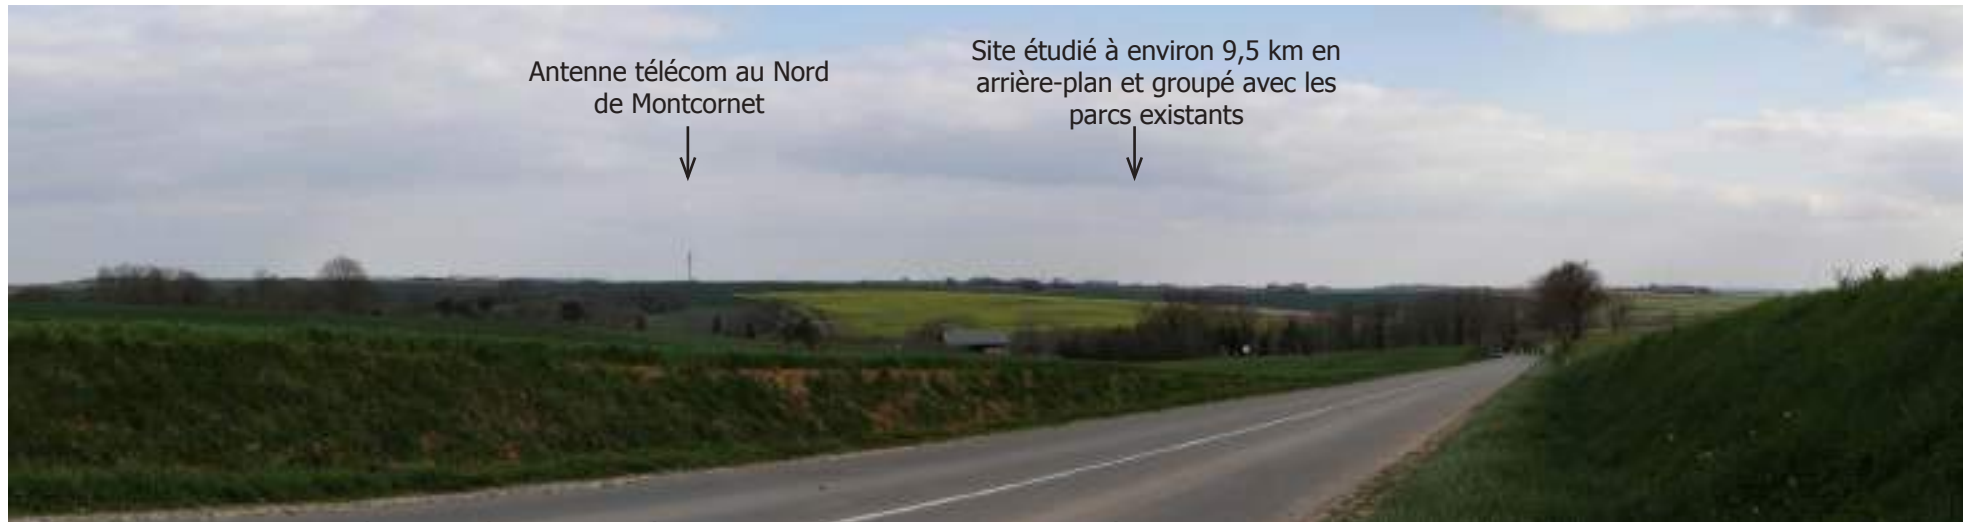 Antenne télécom au Nord
de Montcornet
Site étudié à environ 9,5 km en
arrière-plan et groupé avec les
parcs existants